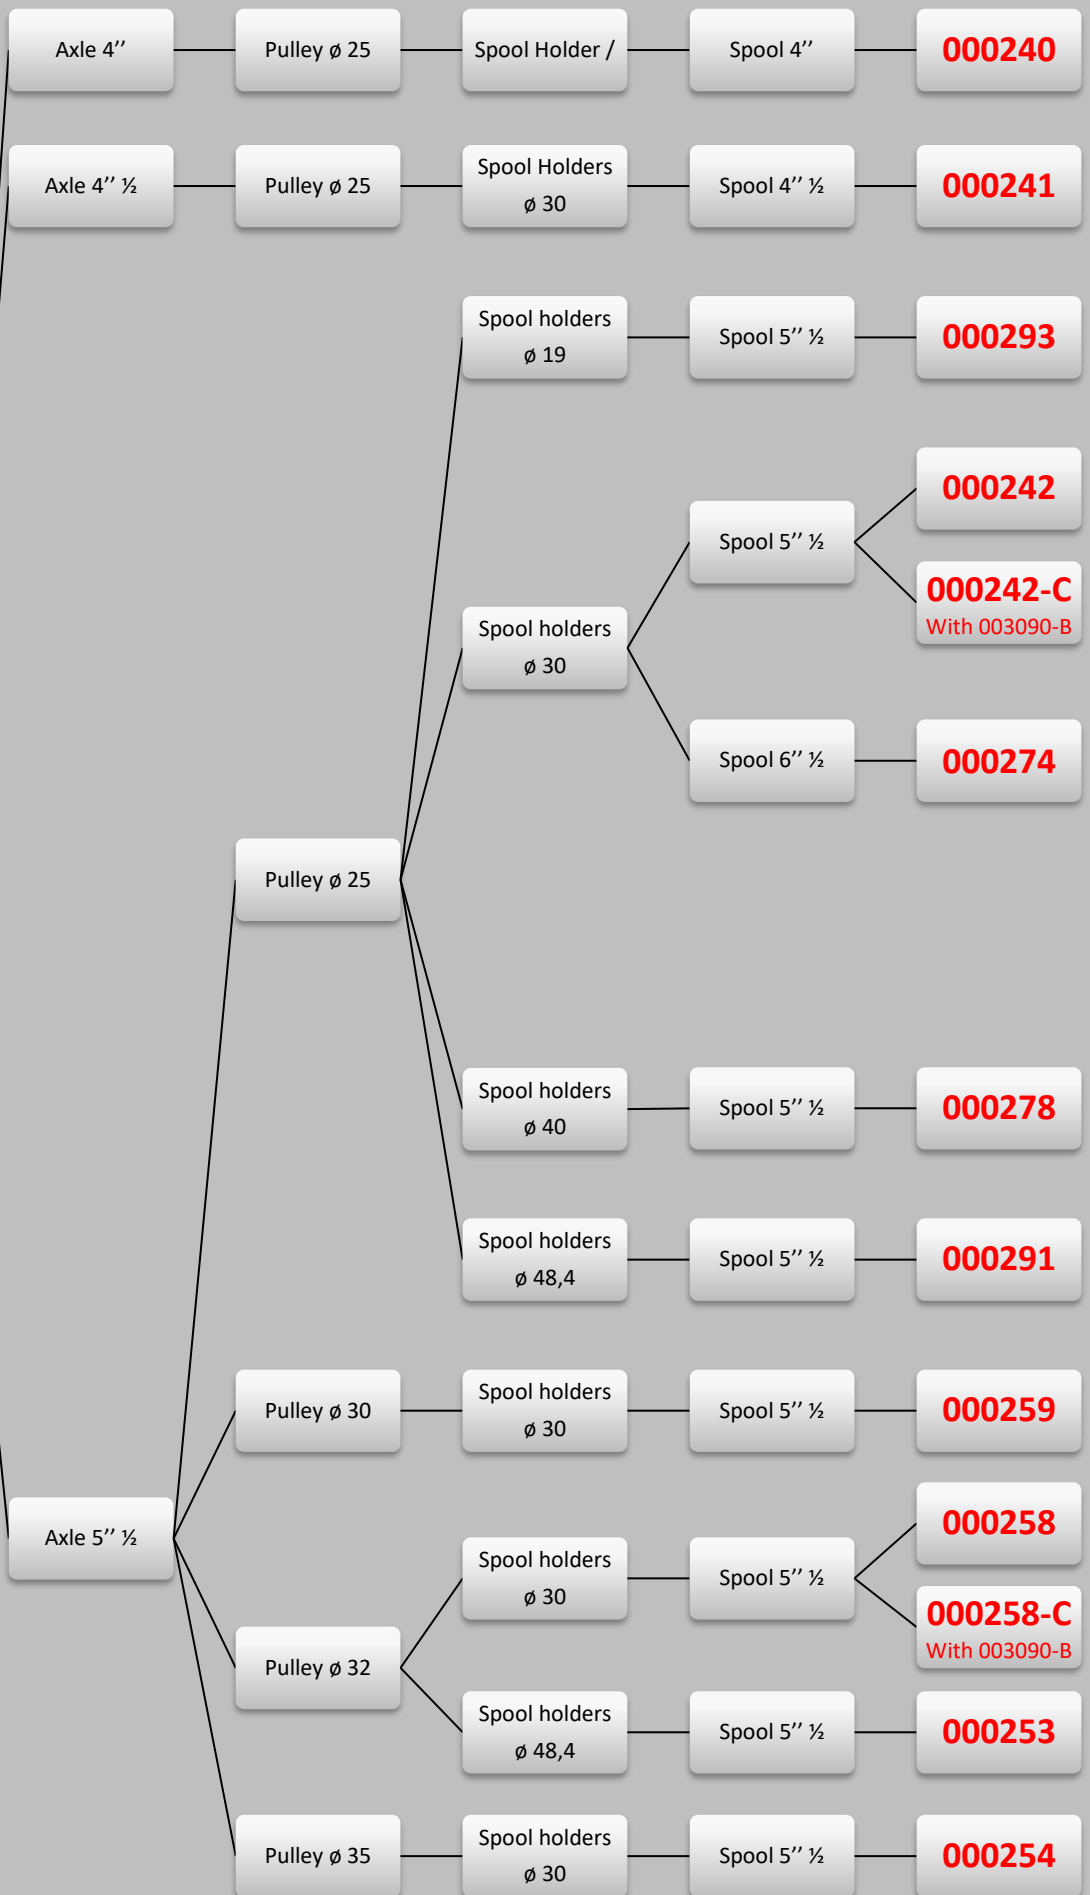 Axle 4’’
Pulley ø 25
Spool Holder /
Spool 4’’
000240
Axle 4’’ ½
Pulley ø 25
Spool Holders
ø 30
Spool 4’’ ½
000241
Spool holders
ø 19
Spool 5’’ ½
000293
000242
Spool 5’’ ½
000242-C
With 003090-B
Spool holders
ø 30
Spool 6’’ ½
000274
Pulley ø 25
Spool holders
ø 40
Spool 5’’ ½
000278
Spool holders
ø 48,4
Spool 5’’ ½
000291
Pulley ø 30
Spool holders
ø 30
Spool 5’’ ½
000259
Axle 5’’ ½
000258
Spool holders
ø 30
Spool 5’’ ½
000258-C
With 003090-B
Pulley ø 32
Spool holders
ø 48,4
Spool 5’’ ½
000253
Pulley ø 35
Spool holders
ø 30
Spool 5’’ ½
000254